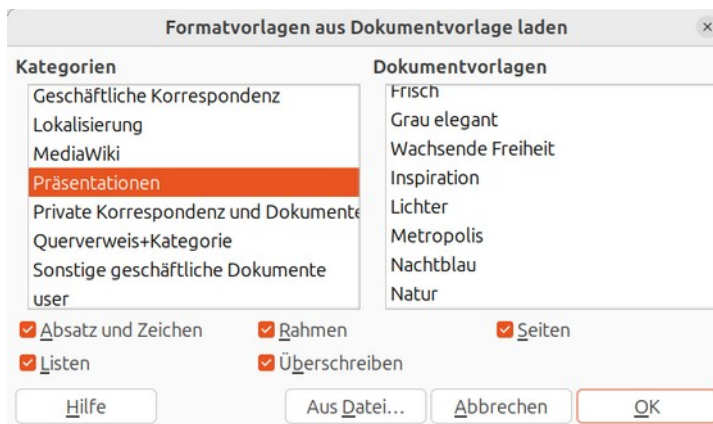 Formatvorlagen aus Dokumentvorlage laden
Kategorien
Geschäftliche Korrespondenz
Lokalisierung
MediaWiki
Präsentationen
Private Korrespondenz und Dokumente
Querverweis+Kategorie
Sonstige geschäftliche Dokumente
user
Dokumentvorlagen
Frisch
Grau elegant
Wachsende Freiheit
Inspiration
Lichter
Metropolis
Nachtblau
Natur
Absatz und Zeichen Rahmen Seiten
Listen Überschreiben
Hilfe Aus Datei... Abbrechen OK